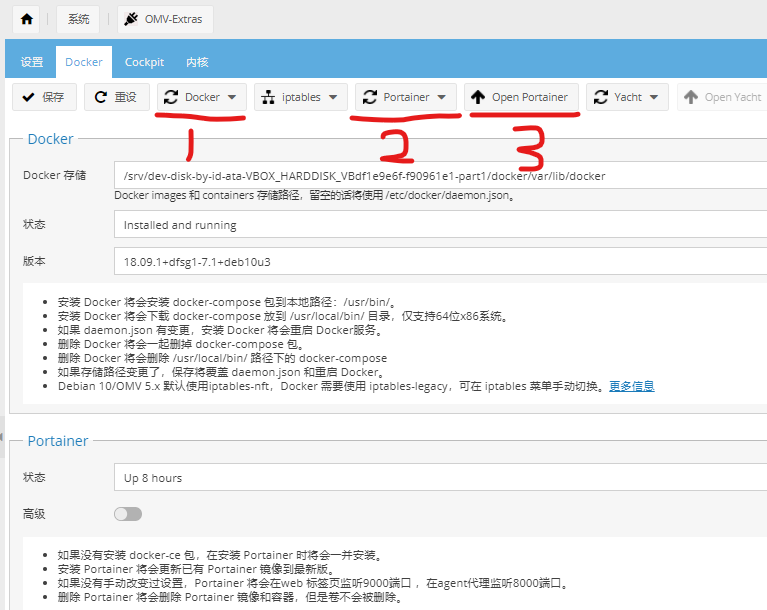 系统
OMV-Extras
设置 Docker Cockpit 内核
保存 重设 Docker iptables Portainer Open Portainer Yacht Open Yacht
1 2 3
Docker
Docker 存储 /srv/dev-disk-by-id-ata-VBOX_HARDDISK_VBdf1e9e6f-f90961e1-part1/docker/var/lib/docker
Docker images 和 containers 存储路径，留空的话将使用 /etc/docker/daemon.json。
状态 Installed and running
版本 18.09.1+dfsg1-7.1+deb10u3
安装 Docker 将会安装 docker-compose 包到本地路径：/usr/bin/。
安装 Docker 将会下载 docker-compose 放到 /usr/local/bin/ 目录，仅支持64位x86系统。
如果 daemon.json 有变更，安装 Docker 将会重启 Docker服务。
删除 Docker 将会一起删掉 docker-compose 包。
删除 Docker 将会删除 /usr/local/bin/ 路径下的 docker-compose
如果存储路径变更了，保存将覆盖 daemon.json 和重启 Docker。
Debian 10/OMV 5.x 默认使用iptables-nft，Docker 需要使用 iptables-legacy，可在 iptables 菜单手动切换。更多信息
Portainer
状态 Up 8 hours
高级
如果没有安装 docker-ce 包，在安装 Portainer 时将会一并安装。
安装 Portainer 将会更新已有 Portainer 镜像到最新版。
如果没有手动改变过设置，Portainer 将会在web 标签页监听9000端口 ，在agent代理监听8000端口。
删除 Portainer 将会删除 Portainer 镜像和容器，但是卷不会被删除。